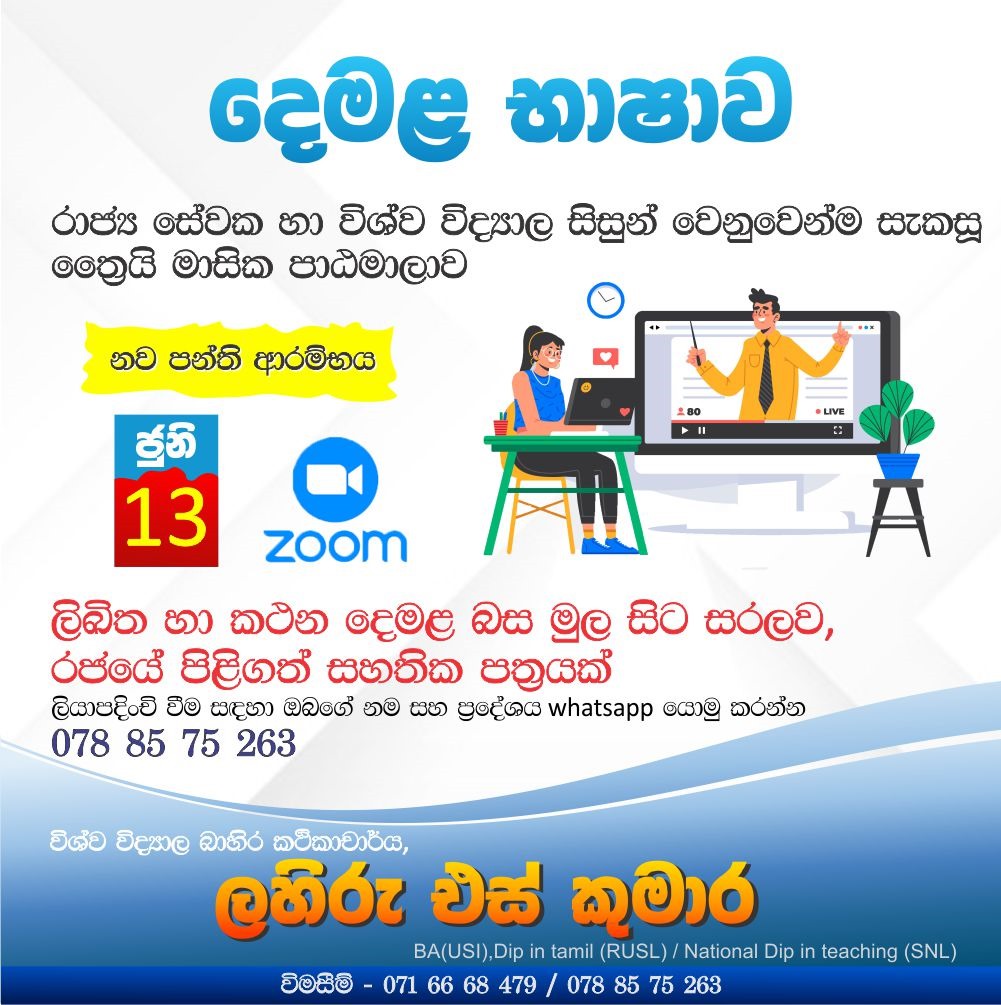 දෙමළ භාෂාව
රාජ්‍ය සේවක හා විශ්ව විද්‍යාල සිසුන් වෙනුවෙන්ම සැකසූ
ත්‍රෛයි මාසික පාඨමාලාව
නව පන්ති ආරම්භය
ජුනි
13
zoom
80
LIVE
ලිඛිත හා කථන දෙමළ බස මුල සිට සරලව,
රජයේ පිළිගත් සහතික පත්‍රයක්
ලියාපදිංචි වීම සඳහා ඔබගේ නම සහ ප්‍රදේශය whatsapp යොමු කරන්න
078 85 75 263
විශ්ව විද්‍යාල බාහිර කථිකාචාර්ය,
ලහිරු එස් කුමාර
BA(USI),Dip in tamil (RUSL) / National Dip in teaching (SNL)
විමසීම් - 071 66 68 479 / 078 85 75 263